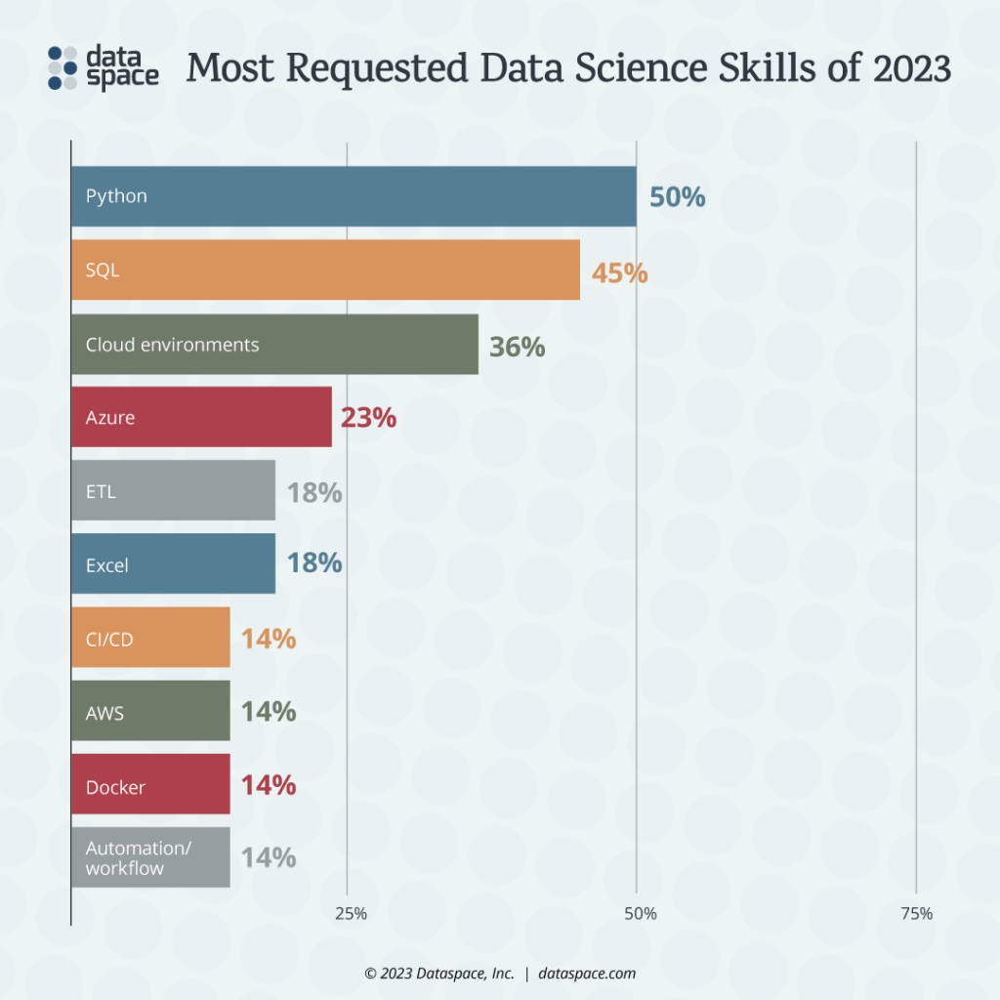 data
space
Most Requested Data Science Skills of 2023
Python
50%
SQL
45%
Cloud environments
36%
Azure
23%
ETL
18%
Excel
18%
CI/CD
14%
AWS
14%
Docker
14%
Automation/
workflow
14%
25%
50%
75%
© 2023 Dataspace, Inc. | dataspace.com